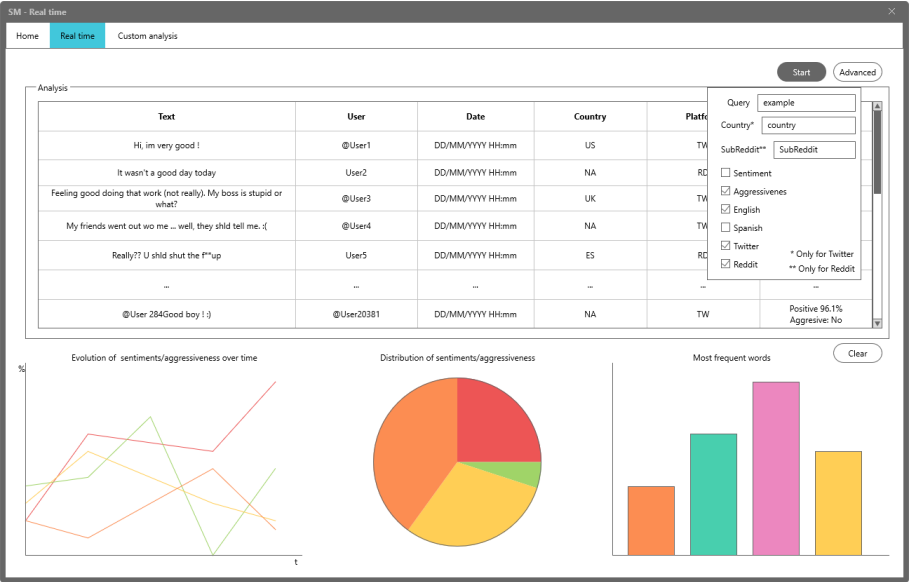 SM - Real time
Home Real time Custom analysis
Start Advanced
Analysis
Text User Date Country Platfo
Hi, im very good ! @User1 DD/MM/YYYY HH:mm US TW
It wasn't a good day today User2 DD/MM/YYYY HH:mm NA RD
Feeling good doing that work (not really). My boss is stupid or
what?
@User3 DD/MM/YYYY HH:mm UK TW
My friends went out wo me ... well, they shld tell me. :( @User4 DD/MM/YYYY HH:mm NA TW
Really?? U shld shut the f**up User5 DD/MM/YYYY HH:mm ES RD
... ... ... ... ... ...
@User 284Good boy ! :) @User20381 DD/MM/YYYY HH:mm NA TW
Positive 96.1%
Aggresive: No
Query example
Country* country
SubReddit** SubReddit
Sentiment
Aggressivenes
English
Spanish
Twitter
Reddit
* Only for Twitter
** Only for Reddit
Clear
Evolution of sentiments/aggressiveness over time
%
t
Distribution of sentiments/aggressiveness
Most frequent words